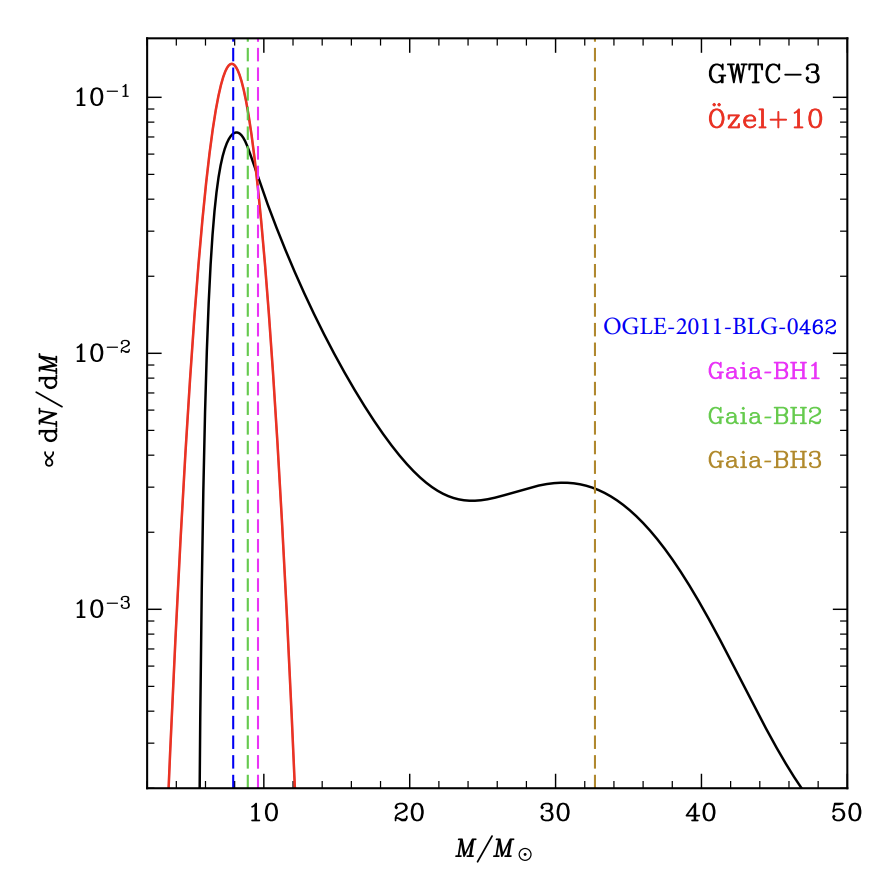 GWTC−3
Özel+10
10⁻¹
OGLE-2011-BLG-0462
10⁻²
Gaia-BH1
Gaia-BH2
Gaia-BH3
∝ dN/dM
10⁻³
10 20 30 40 50
M/M☉